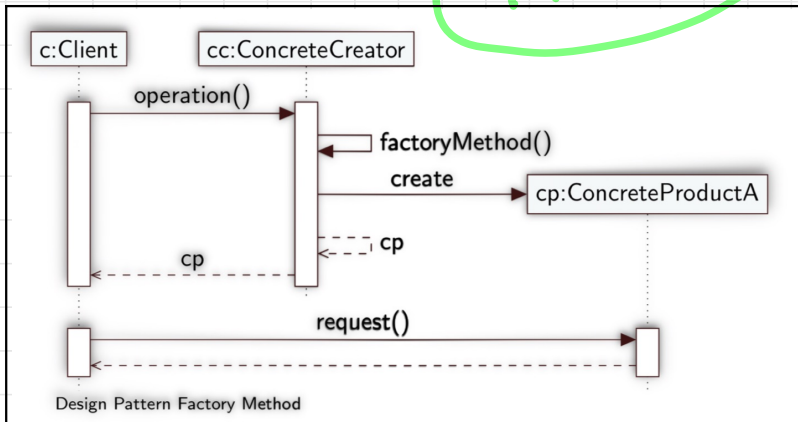 c:Client
cc:ConcreteCreator
operation()
factoryMethod()
create
cp:ConcreteProductA
cp
cp
request()
Design Pattern Factory Method